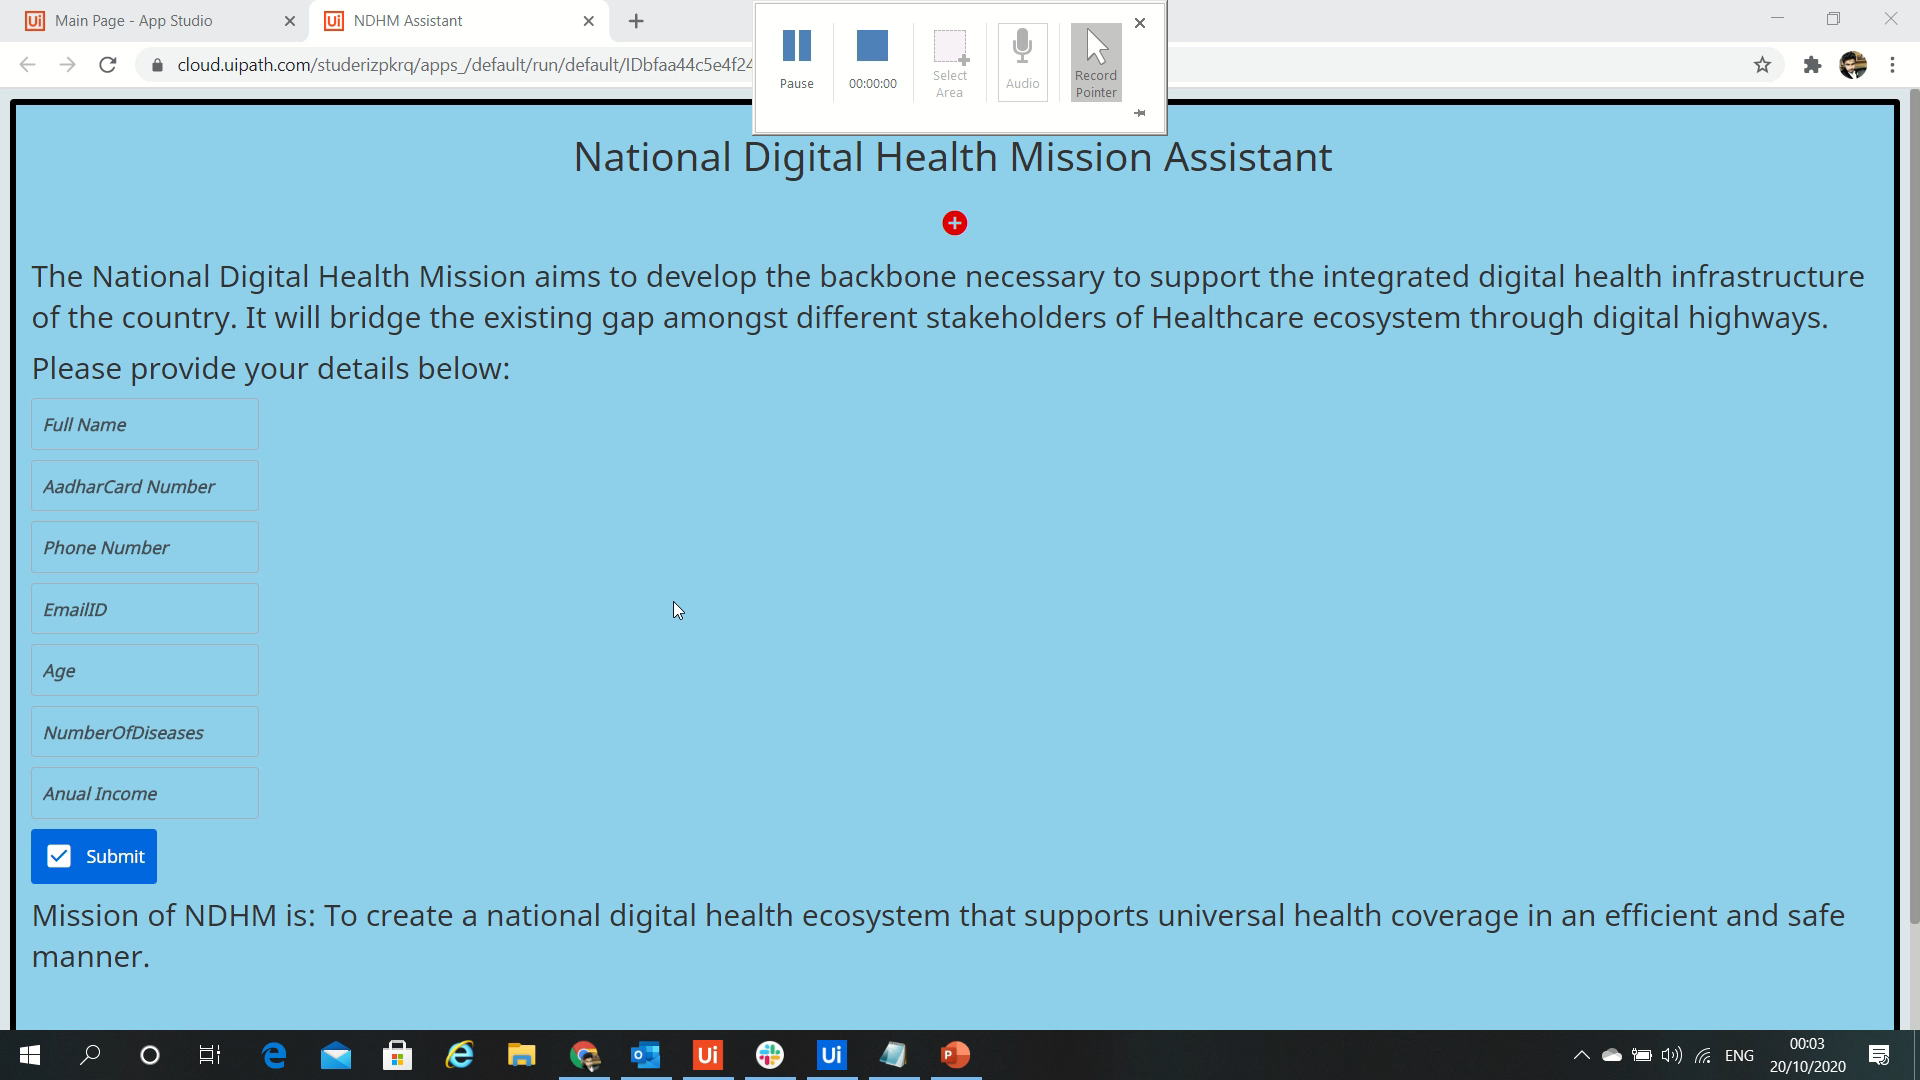 Main Page - App Studio
NDHM Assistant
cloud.uipath.com/studerizpkrq/apps_/default/run/default/IDbfaa44c5e4f24
Pause
00:00:00
Select
Area
Audio
Record
Pointer
National Digital Health Mission Assistant
The National Digital Health Mission aims to develop the backbone necessary to support the integrated digital health infrastructure
of the country. It will bridge the existing gap amongst different stakeholders of Healthcare ecosystem through digital highways.
Please provide your details below:
Full Name
AadharCard Number
Phone Number
EmailID
Age
NumberOfDiseases
Anual Income
Submit
Mission of NDHM is: To create a national digital health ecosystem that supports universal health coverage in an efficient and safe
manner.
ENG
00:03
20/10/2020